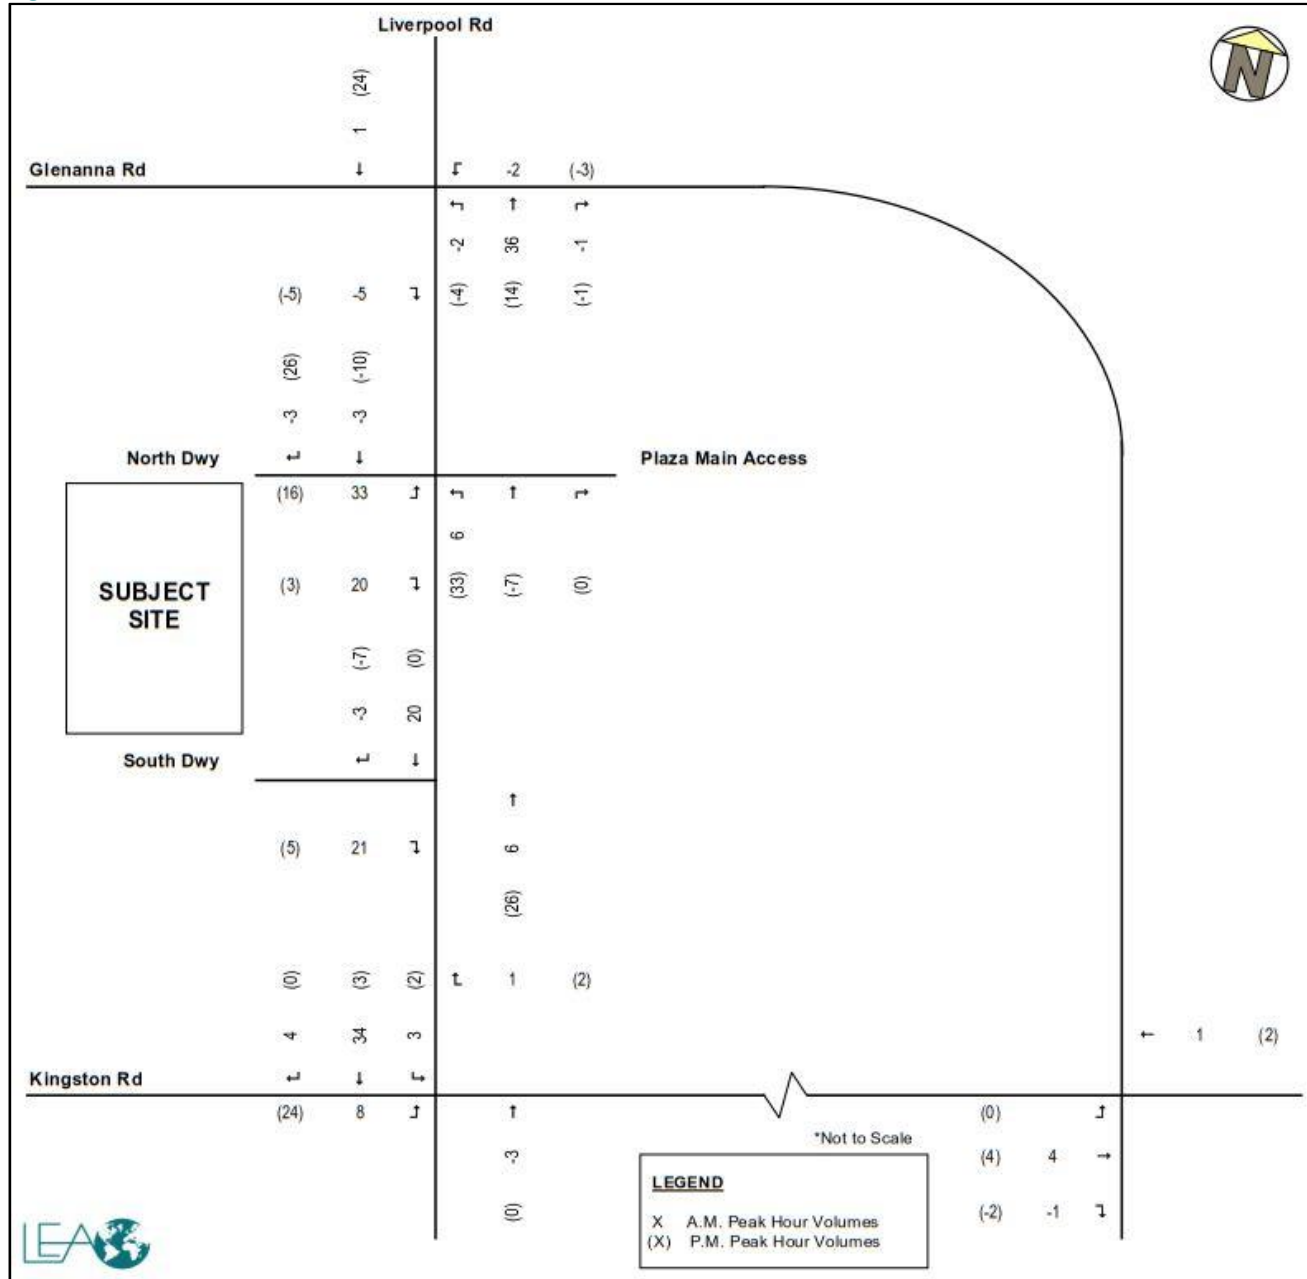 Liverpool Rd
N
(24)
1
Glenanna Rd ↓ -2 (-3)
↰ ↑ ↱
-2 36 -1
(-5) -5 (-4) (14) (-1)
(26) (-10)
-3 -3
North Dwy ↓ Plaza Main Access
(16) 33 ↑
6
SUBJECT
SITE
(3) 20 (33) (-7) (0)
(-7) (0)
-3 20
South Dwy ↓
↑
(5) 21 6
(26)
(0) (3) (2) 1 (2)
4 34 3 ← 1 (2)
Kingston Rd ↓
(24) 8 ↑ (0)
*Not to Scale
-3 (4) 4 →
(0) (-2) -1
LEGEND
X A.M. Peak Hour Volumes
(X) P.M. Peak Hour Volumes
LEA